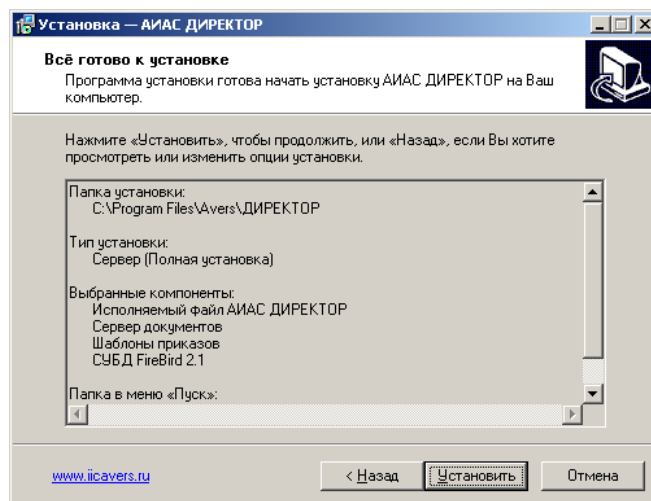 Установка — АИАС ДИРЕКТОР
Всё готово к установке
Программа установки готова начать установку АИАС ДИРЕКТОР на Ваш
компьютер.
Нажмите «Установить», чтобы продолжить, или «Назад», если Вы хотите
просмотреть или изменить опции установки.
Папка установки:
C:\Program Files\Avers\ДИРЕКТОР
Тип установки:
Сервер (Полная установка)
Выбранные компоненты:
Исполняемый файл АИАС ДИРЕКТОР
Сервер документов
Шаблоны приказов
СУБД FireBird 2.1
Папка в меню «Пуск»:
www.iicavers.ru
< Назад
Установить
Отмена